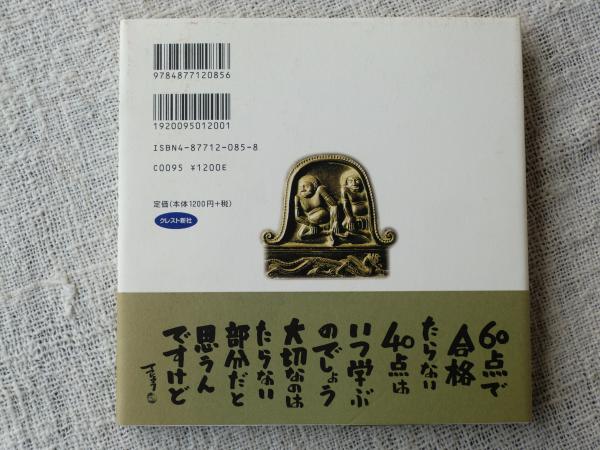 9784877120856
1920095012001
ISBN4-87712-085-8
C0095 ¥1200E
定価(本体1200円+税)
クレスト新社
60点で
合格
たらない
40点は
いつ学ぶ
のでしょう
大切なのは
たらない
部分だと
思うん
ですけど